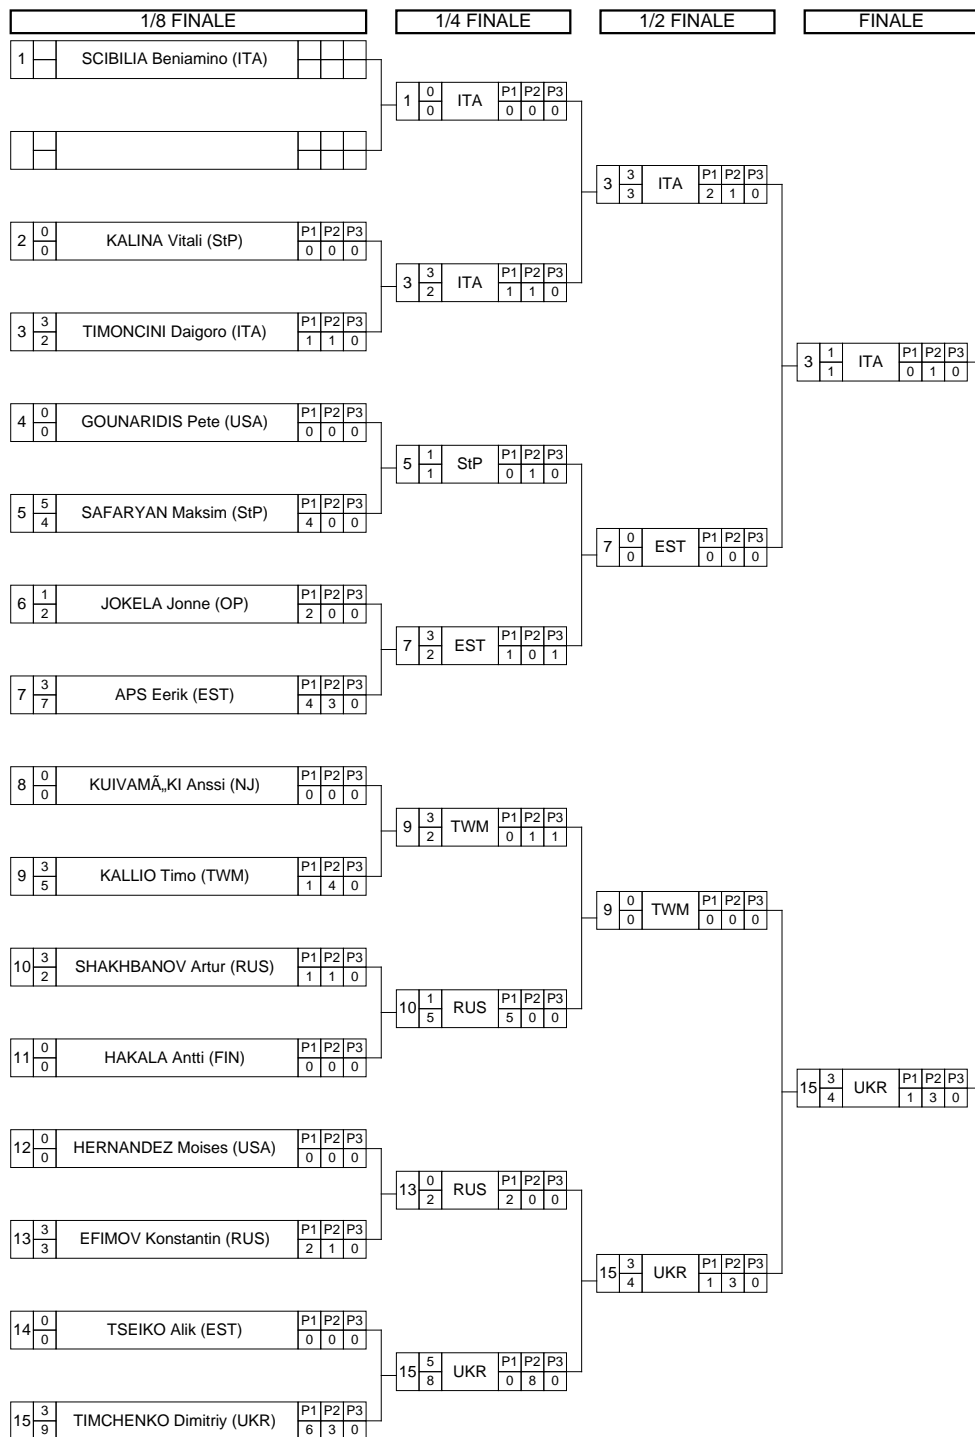 1/8 FINALE 1/4 FINALE 1/2 FINALE FINALE
1 SCIBILIA Beniamino (ITA)
1 0 ITA P1 P2 P3
0 0 0 0
3 3 ITA P1 P2 P3
3 2 1 0
2 0 KALINA Vitali (StP) P1 P2 P3
0 0 0 0
3 3 ITA P1 P2 P3
2 1 1 0
3 3 TIMONCINI Daigoro (ITA) P1 P2 P3
2 1 1 0
3 1 ITA P1 P2 P3
1 0 1 0
4 0 GOUNARIDIS Pete (USA) P1 P2 P3
0 0 0 0
5 1 StP P1 P2 P3
1 0 1 0
5 5 SAFARYAN Maksim (StP) P1 P2 P3
4 4 0 0
7 0 EST P1 P2 P3
0 0 0 0
6 1 JOKELA Jonne (OP) P1 P2 P3
2 2 0 0
7 3 EST P1 P2 P3
2 1 0 1
7 3 APS Eerik (EST) P1 P2 P3
7 4 3 0
8 0 KUIVAMÃ„KI Anssi (NJ) P1 P2 P3
0 0 0 0
9 3 TWM P1 P2 P3
2 0 1 1
9 3 KALLIO Timo (TWM) P1 P2 P3
5 1 4 0
9 0 TWM P1 P2 P3
0 0 0 0
10 3 SHAKHBANOV Artur (RUS) P1 P2 P3
2 1 1 0
10 1 RUS P1 P2 P3
5 5 0 0
11 0 HAKALA Antti (FIN) P1 P2 P3
0 0 0 0
15 3 UKR P1 P2 P3
4 1 3 0
12 0 HERNANDEZ Moises (USA) P1 P2 P3
0 0 0 0
13 0 RUS P1 P2 P3
2 2 0 0
13 3 EFIMOV Konstantin (RUS) P1 P2 P3
3 2 1 0
15 3 UKR P1 P2 P3
4 1 3 0
14 0 TSEIKO Alik (EST) P1 P2 P3
0 0 0 0
15 5 UKR P1 P2 P3
8 0 8 0
15 3 TIMCHENKO Dimitriy (UKR) P1 P2 P3
9 6 3 0